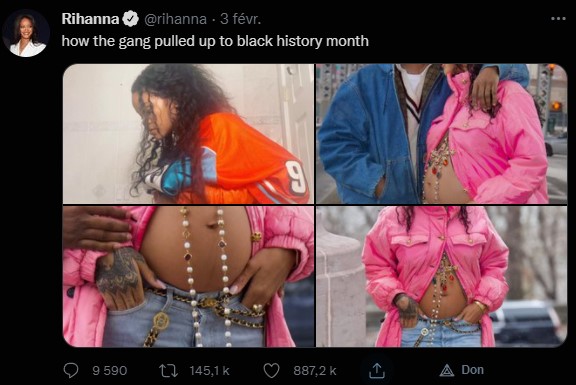 Rihanna @rihanna · 3 févr.
how the gang pulled up to black history month
9
9 590 145,1 k 887,2 k Don